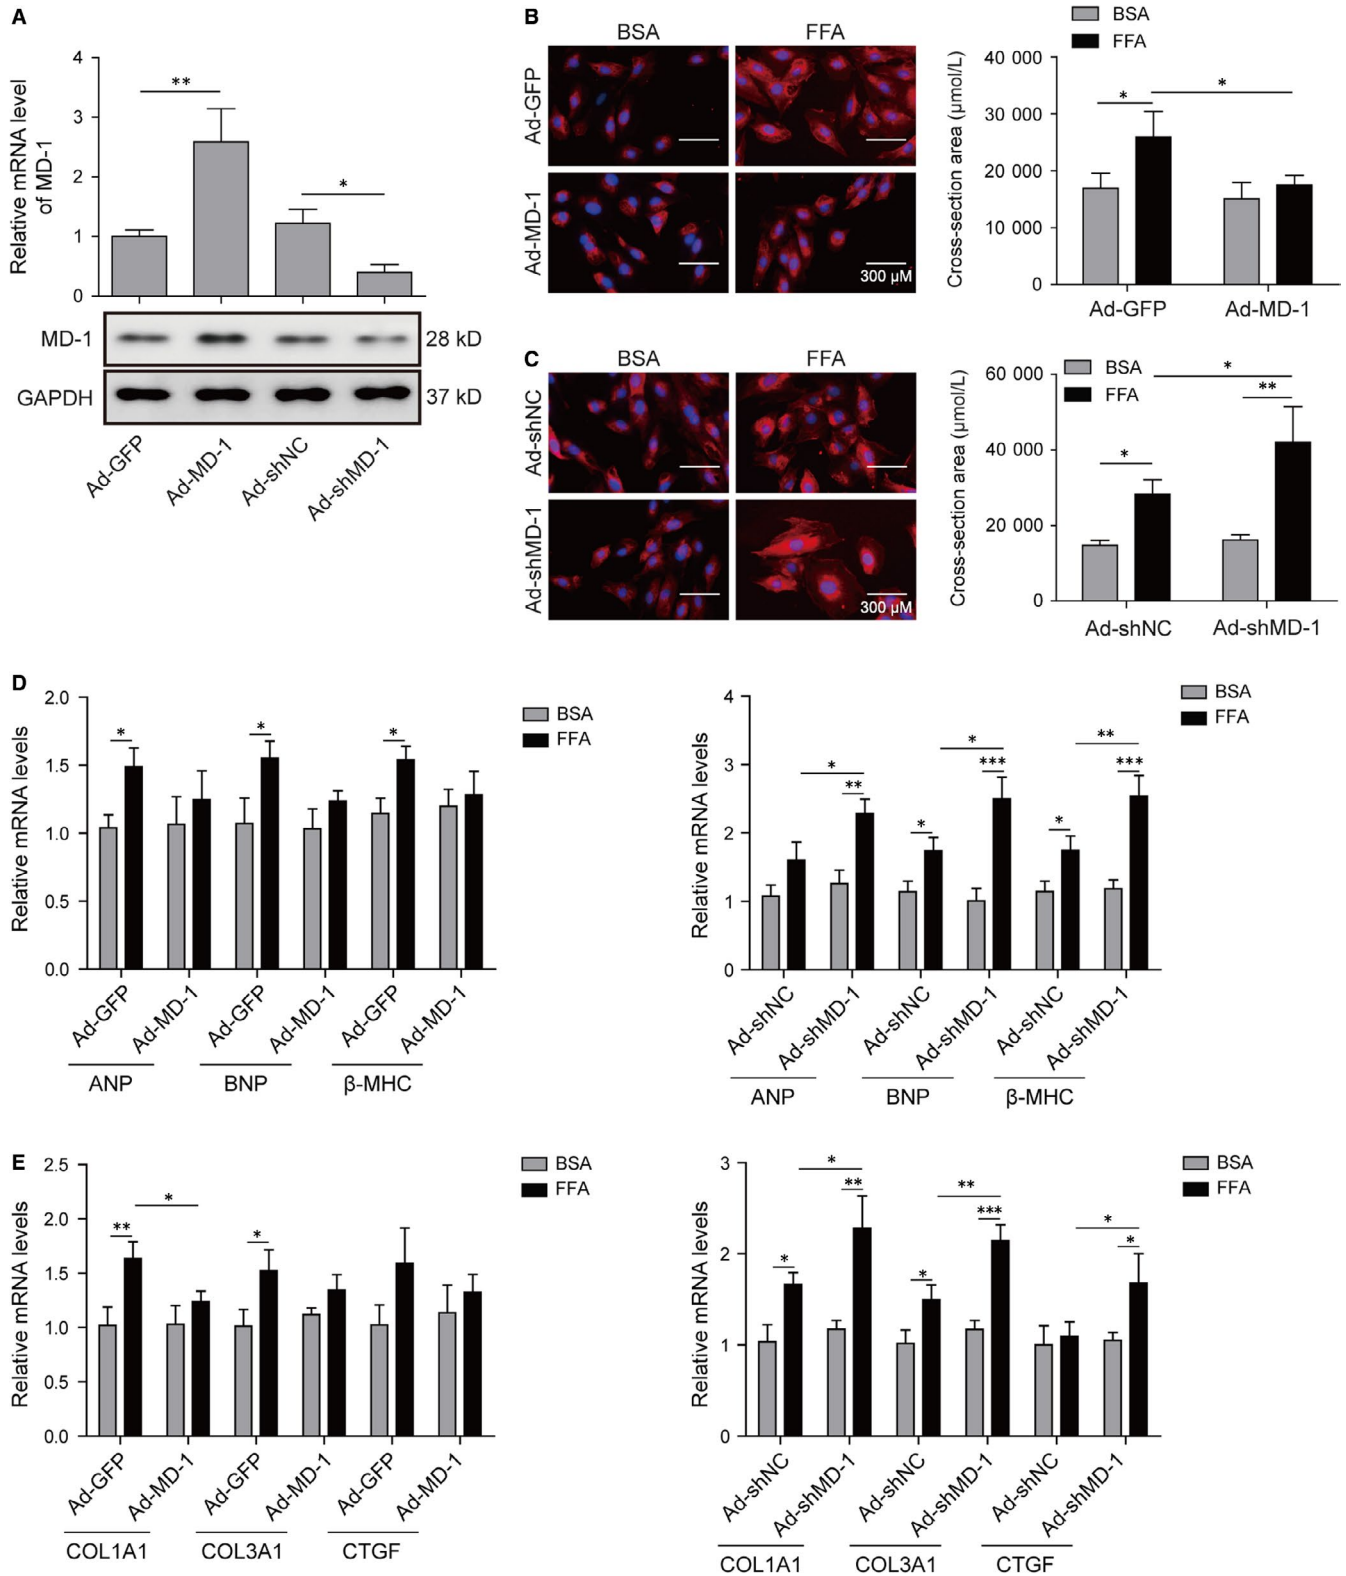 A
Relative mRNA level
of MD-1
4
3
2
1
0
**
*
MD-1
28 kD
GAPDH
37 kD
Ad-GFP
Ad-MD-1
Ad-shNC
Ad-shMD-1
B
BSA
FFA
Ad-GFP
Ad-MD-1
300 μM
BSA
FFA
Cross-section area (μmol/L)
40 000
30 000
20 000
10 000
0
*
*
Ad-GFP
Ad-MD-1
C
BSA
FFA
Ad-shNC
Ad-shMD-1
300 μM
BSA
FFA
Cross-section area (μmol/L)
60 000
40 000
20 000
0
*
*
**
Ad-shNC
Ad-shMD-1
D
Relative mRNA levels
2.0
1.5
1.0
0.5
0.0
*
*
*
BSA
FFA
Ad-GFP
Ad-MD-1
Ad-GFP
Ad-MD-1
Ad-GFP
Ad-MD-1
ANP
BNP
β-MHC
Relative mRNA levels
4
3
2
1
0
*
**
*
*
***
*
**
***
BSA
FFA
Ad-shNC
Ad-shMD-1
Ad-shNC
Ad-shMD-1
Ad-shNC
Ad-shMD-1
ANP
BNP
β-MHC
E
Relative mRNA levels
2.5
2.0
1.5
1.0
0.5
0.0
**
*
*
BSA
FFA
Ad-GFP
Ad-MD-1
Ad-GFP
Ad-MD-1
Ad-GFP
Ad-MD-1
COL1A1
COL3A1
CTGF
Relative mRNA levels
3
2
1
0
*
*
**
*
**
***
*
*
BSA
FFA
Ad-shNC
Ad-shMD-1
Ad-shNC
Ad-shMD-1
Ad-shNC
Ad-shMD-1
COL1A1
COL3A1
CTGF